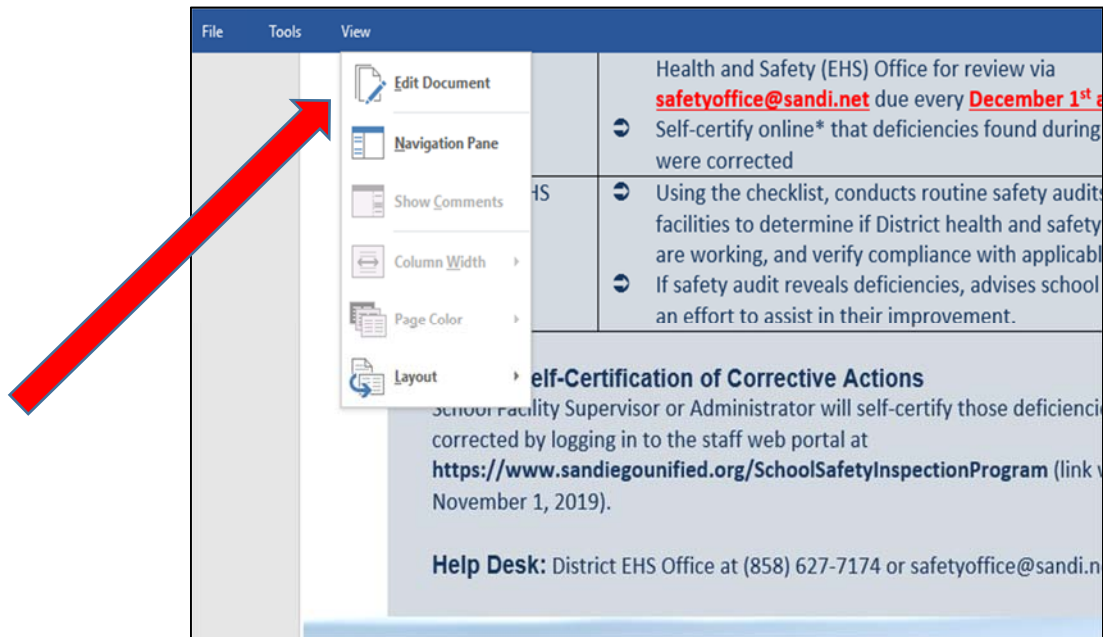 File Tools View
Edit Document
Navigation Pane
Show Comments
Column Width
Page Color
Layout
Health and Safety (EHS) Office for review via
safetyoffice@sandi.net due every December 1st
Self-certify online* that deficiencies found during
were corrected
Using the checklist, conducts routine safety audits
facilities to determine if District health and safety
are working, and verify compliance with
If safety audit reveals deficiencies, advises school
an effort to assist in their improvement.
elf-Certification of Corrective Actions
School Facility Supervisor or Administrator will self-certify those
corrected by logging in to the staff web portal at
https://www.sandiegounified.org/SchoolSafetyInspectionProgram (link
November 1, 2019).
Help Desk: District EHS Office at (858) 627-7174 or